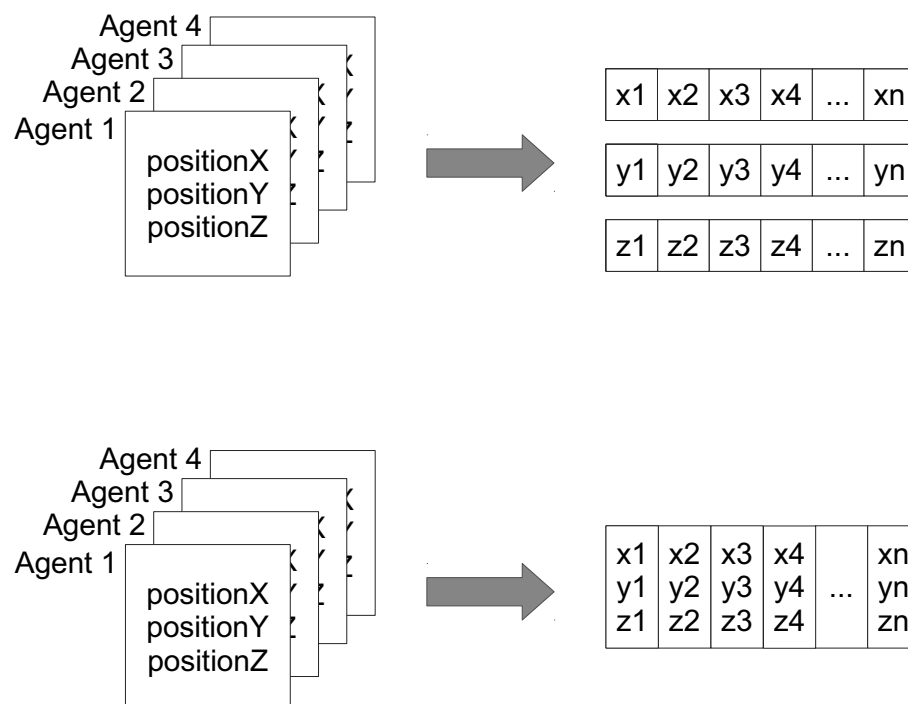 Agent 4
Agent 3
Agent 2
Agent 1
positionX
positionY
positionZ
x1 x2 x3 x4 ... xn
y1 y2 y3 y4 ... yn
z1 z2 z3 z4 ... zn
Agent 4
Agent 3
Agent 2
Agent 1
positionX
positionY
positionZ
x1 x2 x3 x4 xn
y1 y2 y3 y4 ... yn
z1 z2 z3 z4 zn